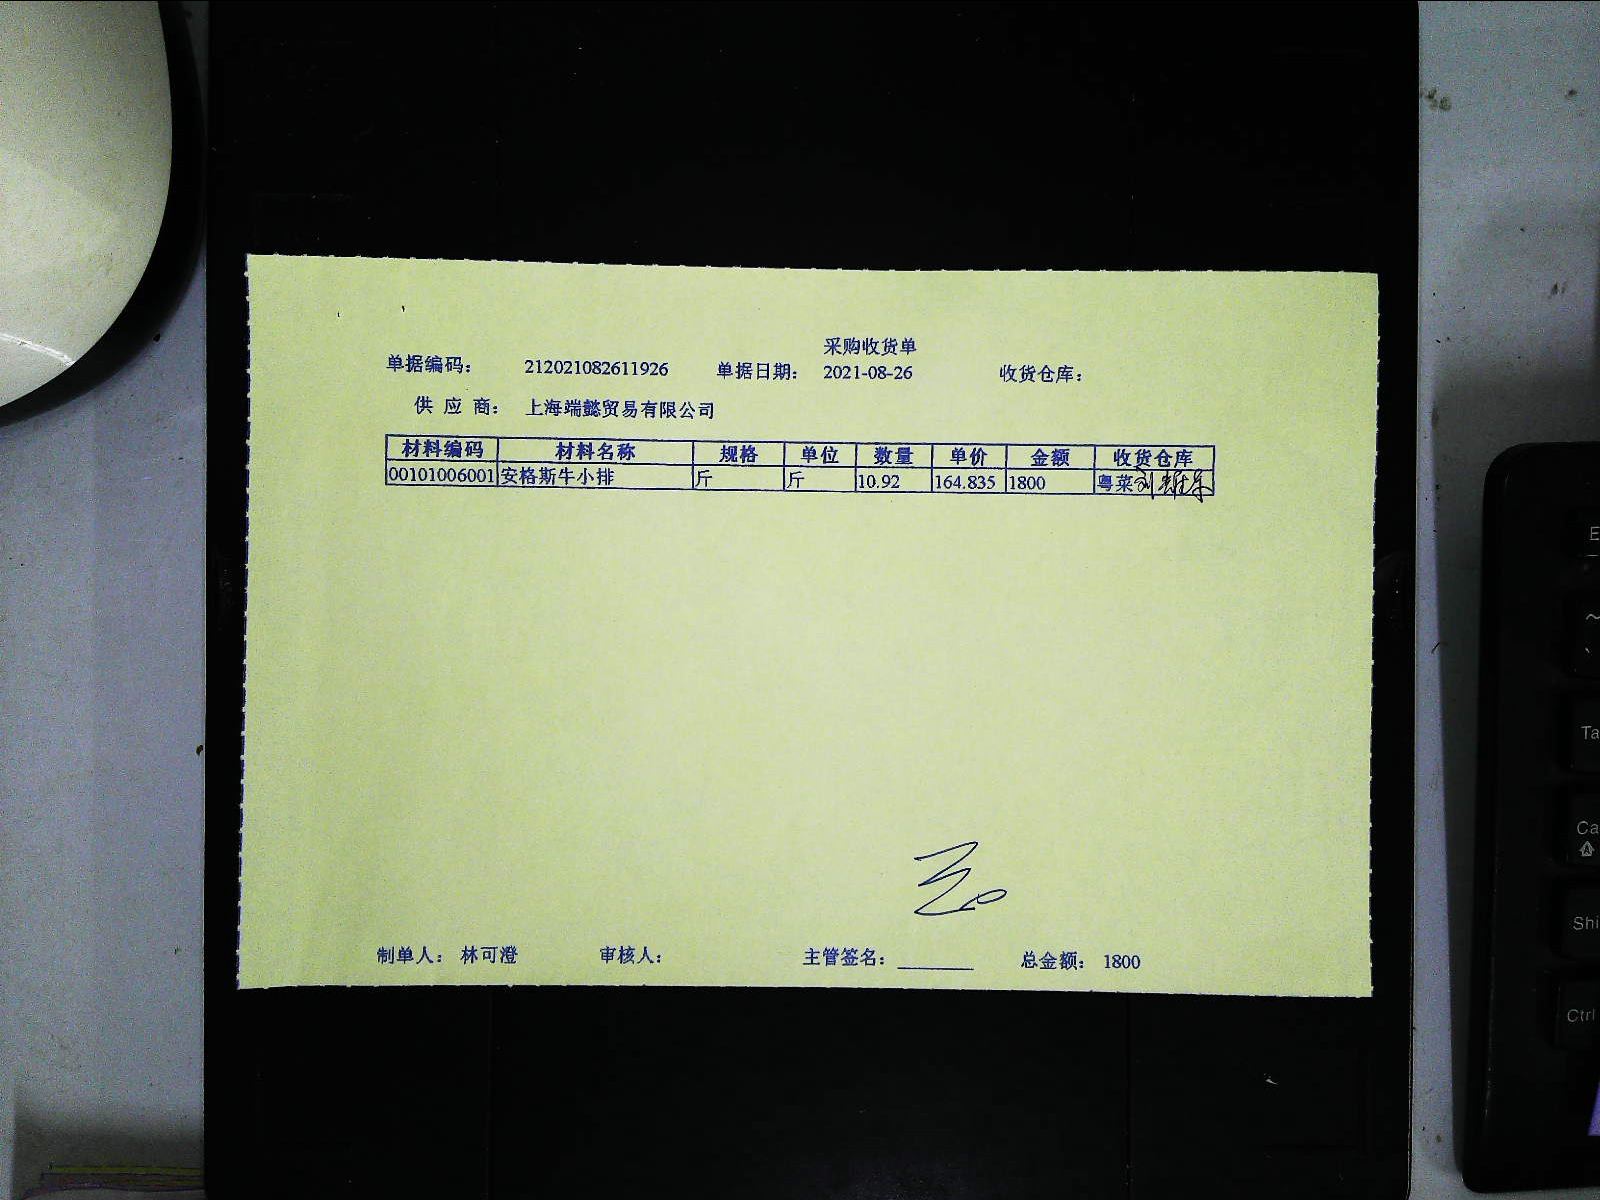 采购收货单
单据编码： 212021082611926 单据日期： 2021-08-26 收货仓库：
供 应 商： 上海端懿贸易有限公司
材料编码 材料名称 规格 单位 数量 单价 金额 收货仓库
00101006001 安格斯牛小排 斤 斤 10.92 164.835 1800 粤菜
制单人： 林可澄 审核人： 主管签名： 总金额： 1800
E
~
Ta
Ca
Shi
Ctrl